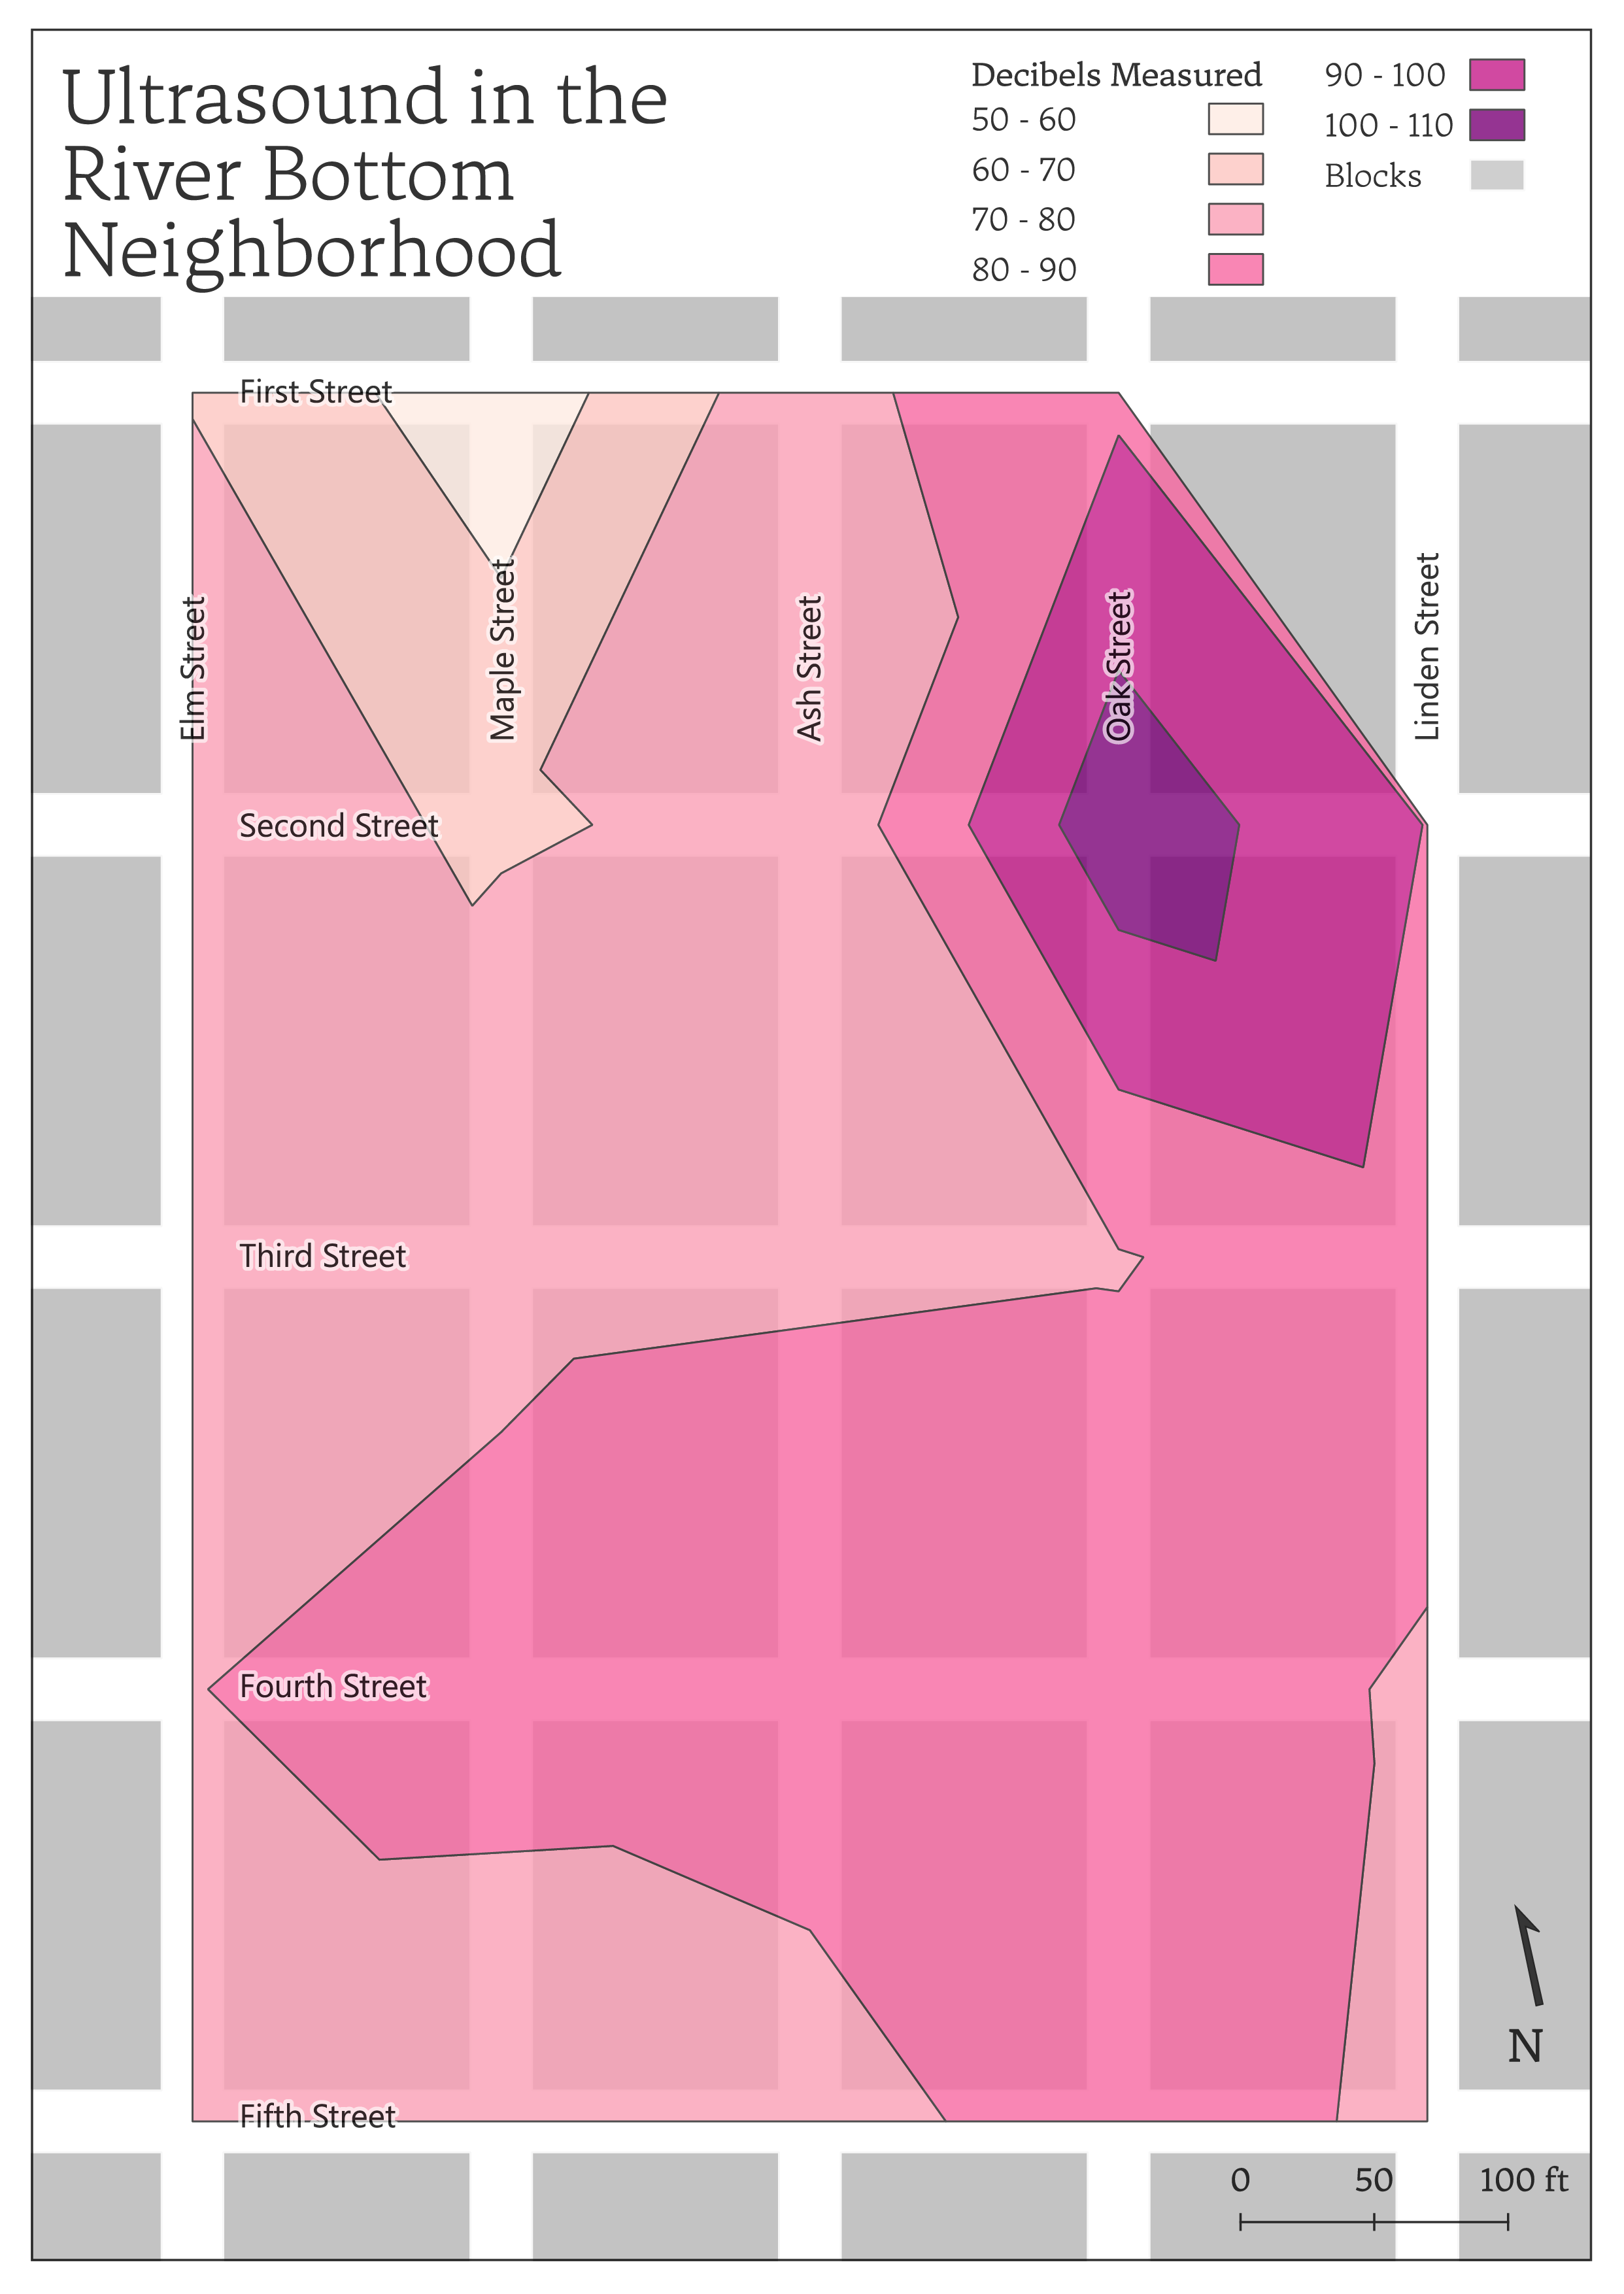 Ultrasound in the
River Bottom
Neighborhood
Decibels Measured
50 - 60
60 - 70
70 - 80
80 - 90
90 - 100
100 - 110
Blocks
First Street
Elm Street
Maple Street
Ash Street
Oak Street
Linden Street
Second Street
Third Street
Fourth Street
Fifth Street
N
0 50 100 ft